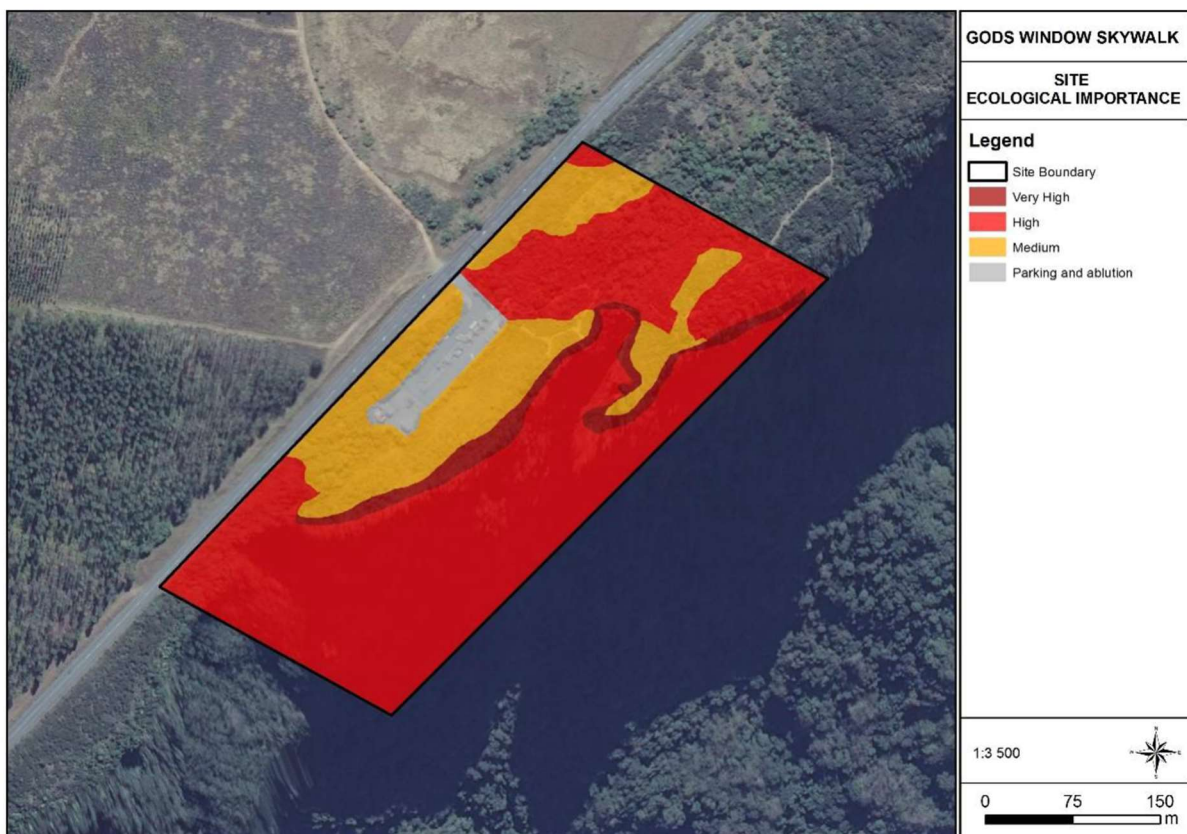 GODS WINDOW SKYWALK
SITE
ECOLOGICAL IMPORTANCE
Legend
Site Boundary
Very High
High
Medium
Parking and ablution
1:3 500
0 75 150
m